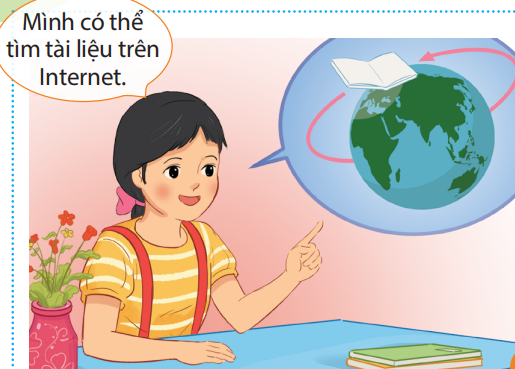 Mình có thể
tìm tài liệu trên
Internet.